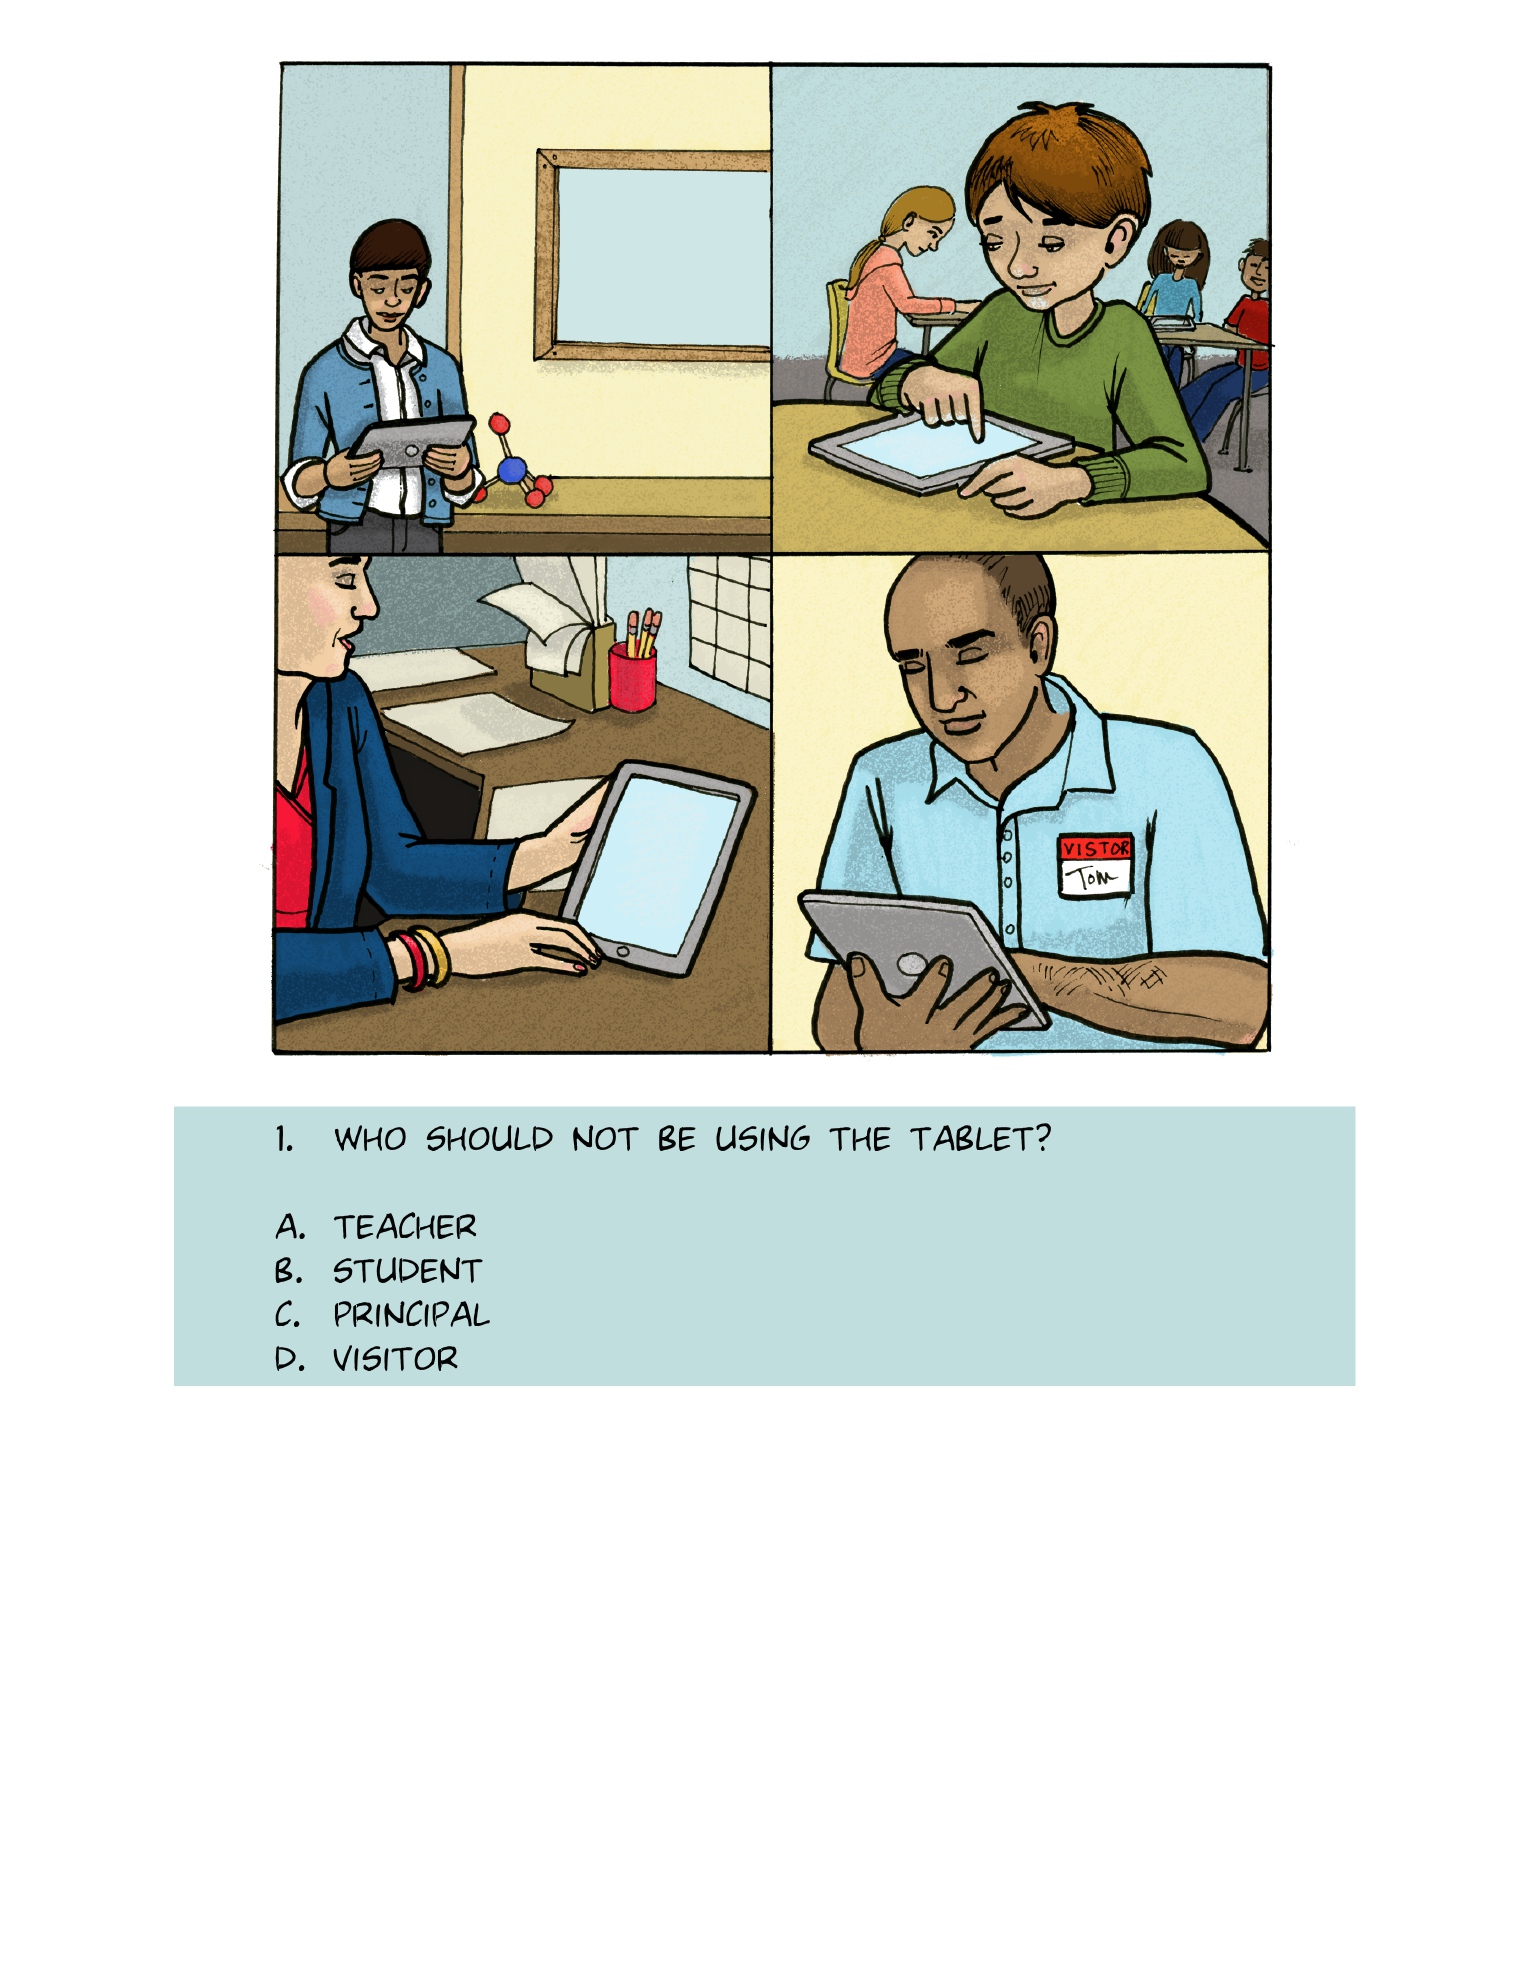 VISTOR
Tom
1. WHO SHOULD NOT BE USING THE TABLET?
A. TEACHER
B. STUDENT
C. PRINCIPAL
D. VISITOR